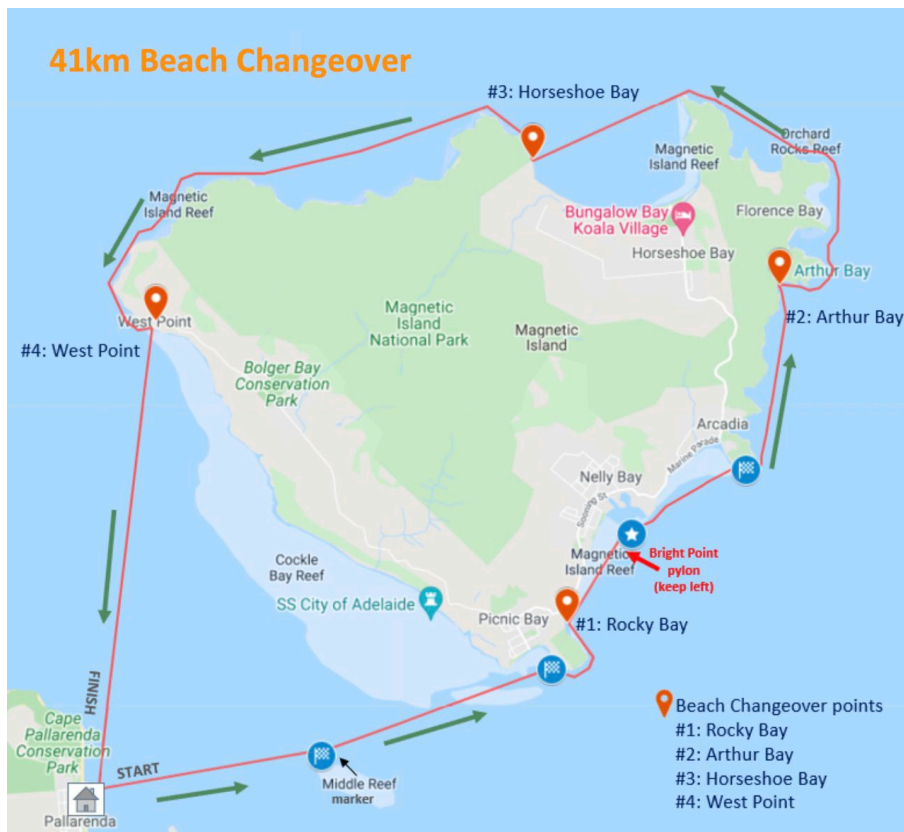 41km Beach Changeover
#3: Horseshoe Bay
Orchard
Rocks Reef
Magnetic
Island Reef
Magnetic
Island Reef
Bungalow Bay
Koala Village
Florence Bay
Horseshoe Bay
Arthur Bay
#2: Arthur Bay
West Point
#4: West Point
Magnetic
Island
National Park
Magnetic
Island
Bolger Bay
Conservation
Park
Arcadia
Marine Parade
Nelly Bay
Sooning St
Magnetic
Island Reef
Bright Point
pylon
(keep left)
Cockle
Bay Reef
SS City of Adelaide
Picnic Bay
#1: Rocky Bay
FINISH
Cape
Pallarenda
Conservation
Park
START
Middle Reef
marker
Pallarenda
Beach Changeover points
#1: Rocky Bay
#2: Arthur Bay
#3: Horseshoe Bay
#4: West Point